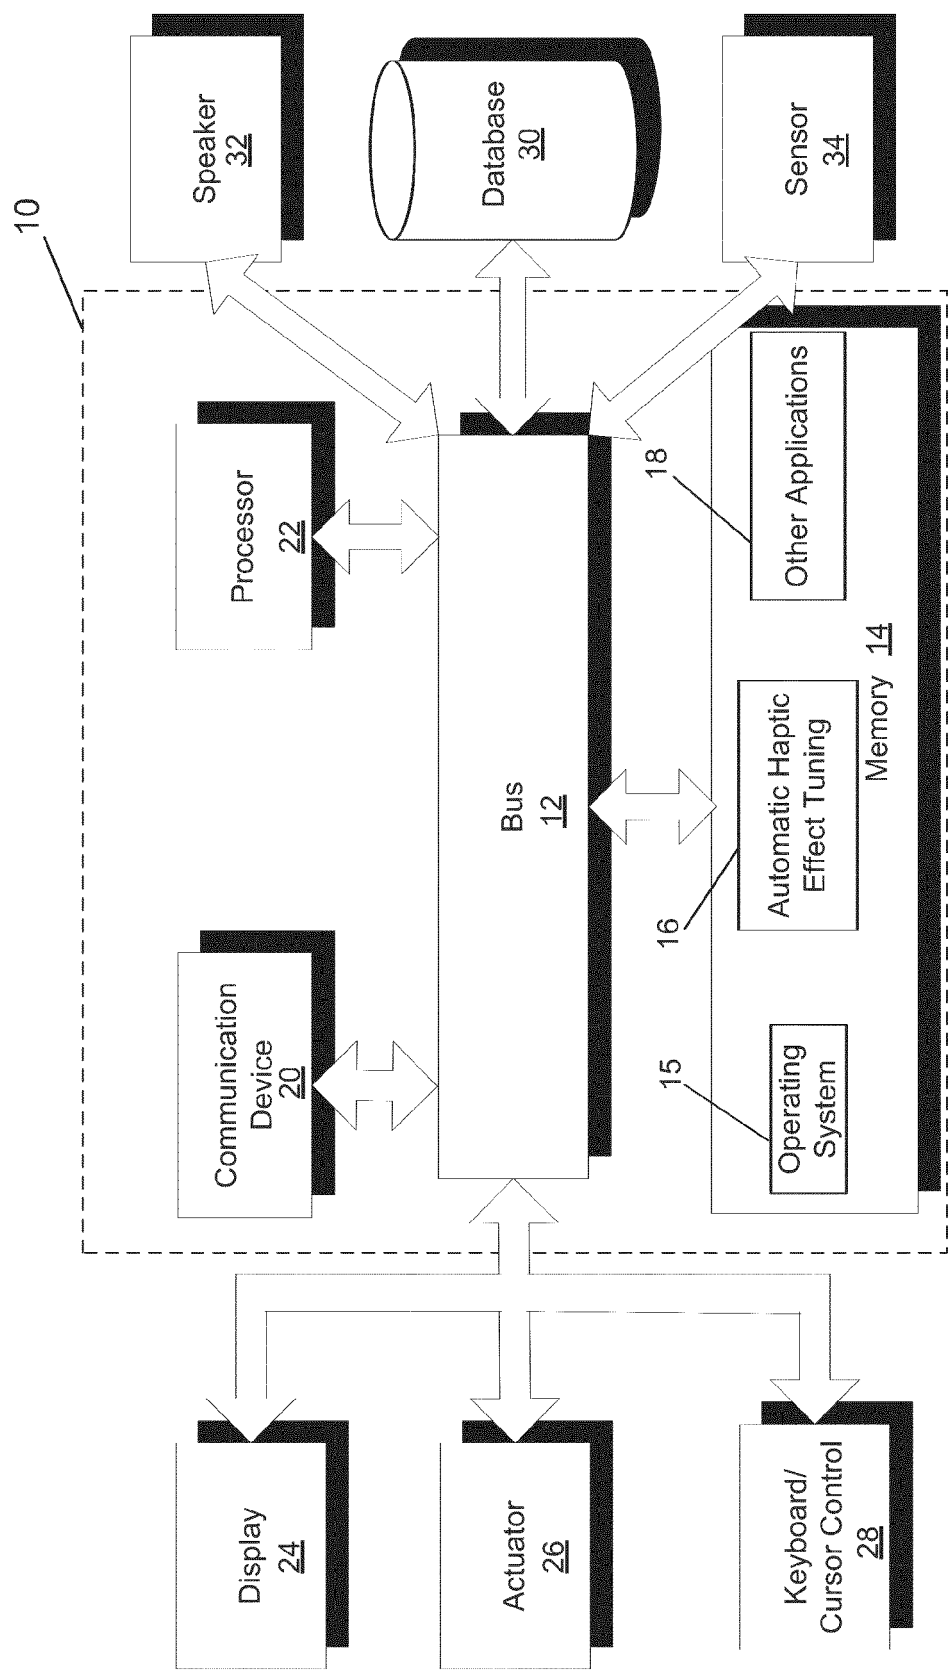 10
Display
24
Actuator
26
Keyboard/
Cursor Control
28
Communication
Device
20
Processor
22
Bus
12
15
Operating
System
16
Automatic Haptic
Effect Tuning
18
Other Applications
Memory 14
Speaker
32
Database
30
Sensor
34